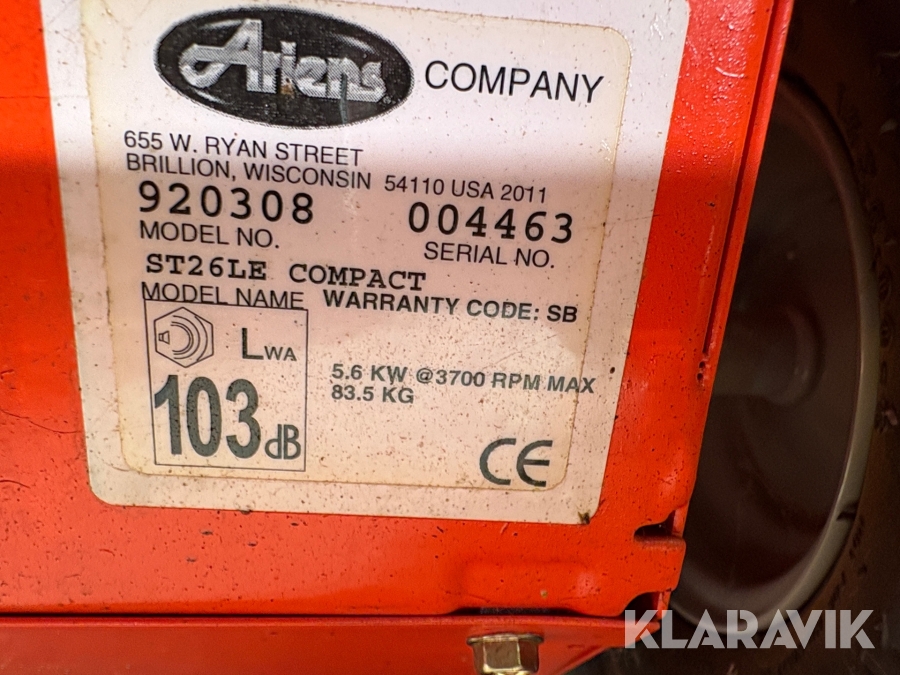 Ariens COMPANY
655 W. RYAN STREET
BRILLION, WISCONSIN 54110 USA 2011
920308 004463
MODEL NO. SERIAL NO.
ST26LE COMPACT
MODEL NAME WARRANTY CODE: SB
LWA
103dB
5.6 KW @3700 RPM MAX
83.5 KG
CE
KLARAVIK